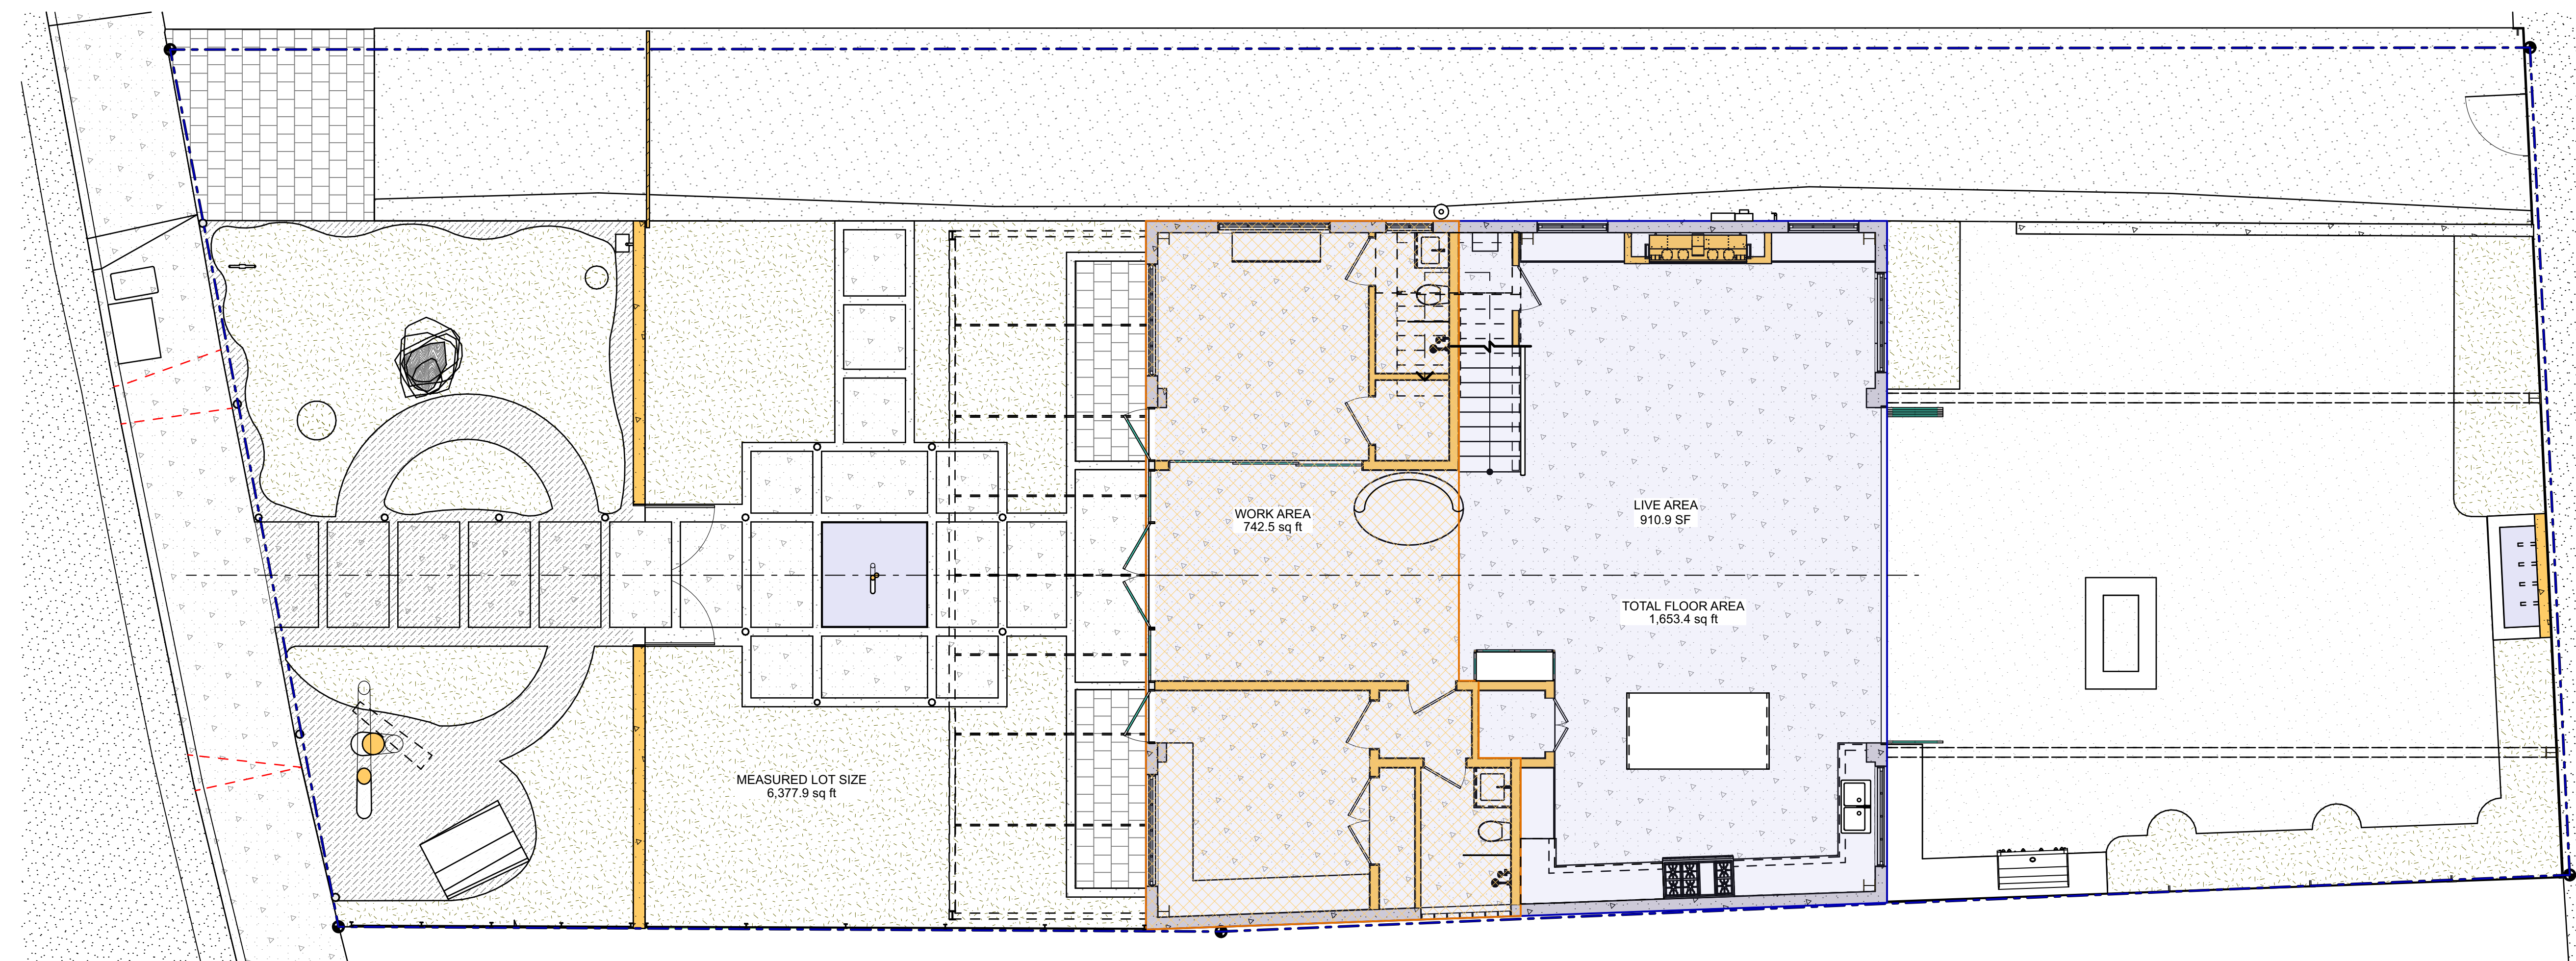 WORK AREA
742.5 sq ft
LIVE AREA
910.9 SF
TOTAL FLOOR AREA
1,653.4 sq ft
MEASURED LOT SIZE
6,377.9 sq ft